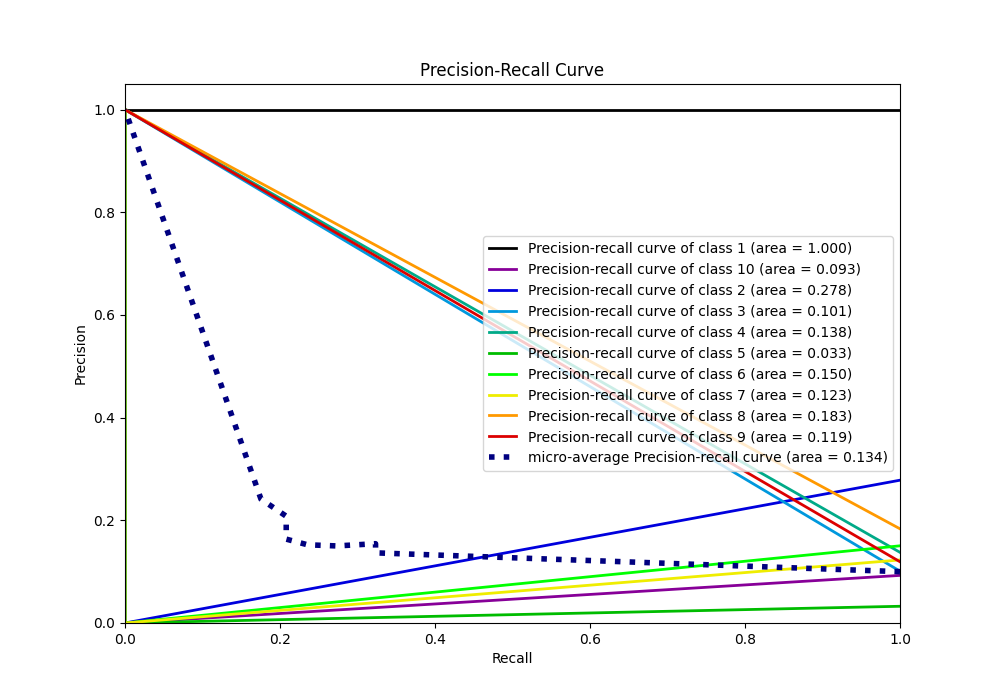 Precision-Recall Curve
Precision
1.0
0.8
0.6
0.4
0.2
0.0
Precision-recall curve of class 1 (area = 1.000)
Precision-recall curve of class 10 (area = 0.093)
Precision-recall curve of class 2 (area = 0.278)
Precision-recall curve of class 3 (area = 0.101)
Precision-recall curve of class 4 (area = 0.138)
Precision-recall curve of class 5 (area = 0.033)
Precision-recall curve of class 6 (area = 0.150)
Precision-recall curve of class 7 (area = 0.123)
Precision-recall curve of class 8 (area = 0.183)
Precision-recall curve of class 9 (area = 0.119)
micro-average Precision-recall curve (area = 0.134)
0.0 0.2 0.4 0.6 0.8 1.0
Recall